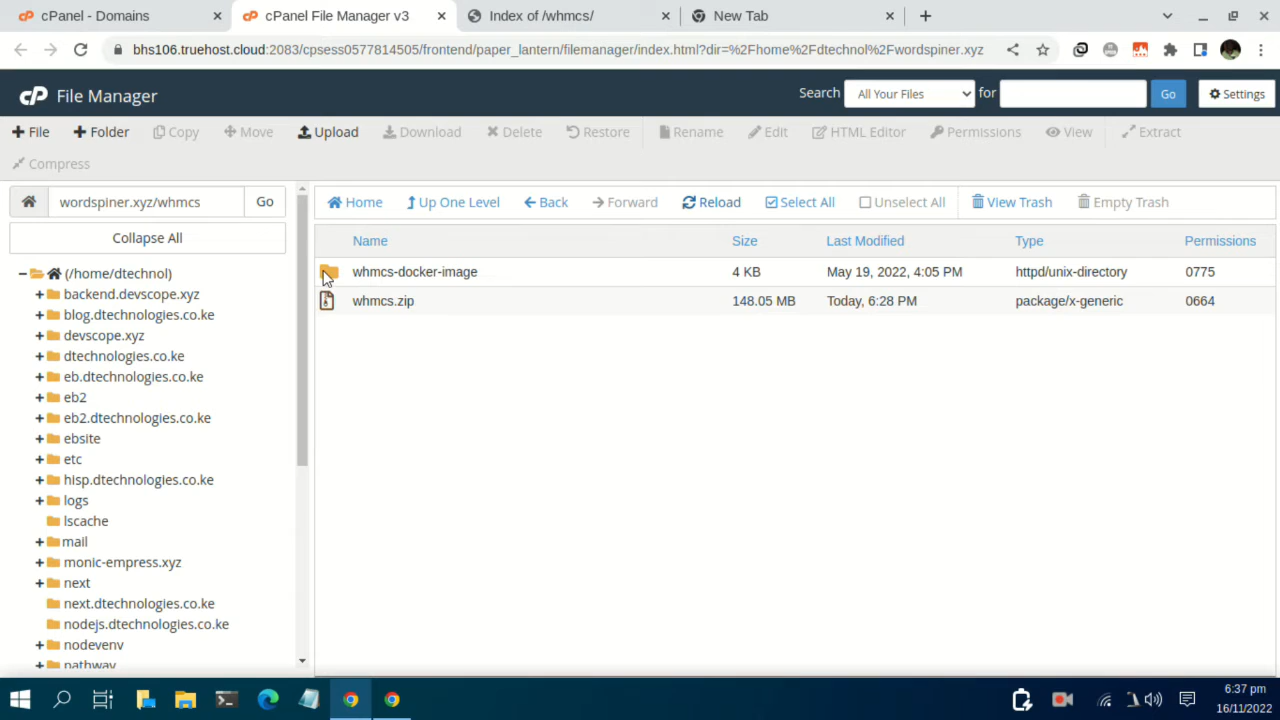 cPanel - Domains
cPanel File Manager v3
Index of /whmcs/
New Tab
bhs106.truehost.cloud:2083/cpsess0577814505/frontend/paper_lantern/filemanager/index.html?dir=%2Fhome%2Fdtechnol%2Fwordspiner.xyz
cP File Manager
Search All Your Files for Go Settings
File Folder Copy Move Upload Download Delete Restore Rename Edit HTML Editor Permissions View Extract
Compress
wordspiner.xyz/whmcs Go
Home Up One Level Back Forward Reload Select All Unselect All View Trash Empty Trash
Collapse All
Name Size Last Modified Type Permissions
whmcs-docker-image 4 KB May 19, 2022, 4:05 PM httpd/unix-directory 0775
whmcs.zip 148.05 MB Today, 6:28 PM package/x-generic 0664
(/home/dtechnol)
backend.devscope.xyz
blog.dtechnologies.co.ke
devscope.xyz
dtechnologies.co.ke
eb.dtechnologies.co.ke
eb2
eb2.dtechnologies.co.ke
ebsite
etc
hisp.dtechnologies.co.ke
logs
lscache
mail
monic-empress.xyz
next
next.dtechnologies.co.ke
nodejs.dtechnologies.co.ke
nodevenv
pathway
6:37 pm
16/11/2022